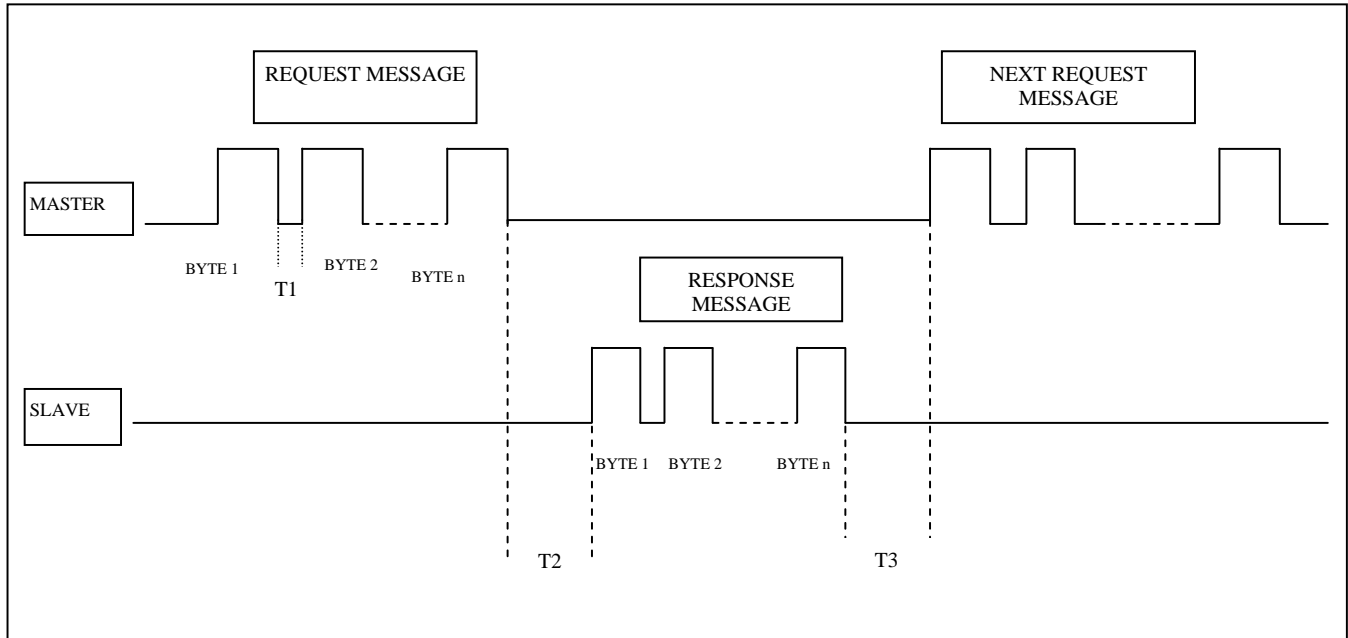 REQUEST MESSAGE
NEXT REQUEST
MESSAGE
MASTER
BYTE 1
T1
BYTE 2
BYTE n
RESPONSE
MESSAGE
SLAVE
BYTE 1
BYTE 2
BYTE n
T2
T3